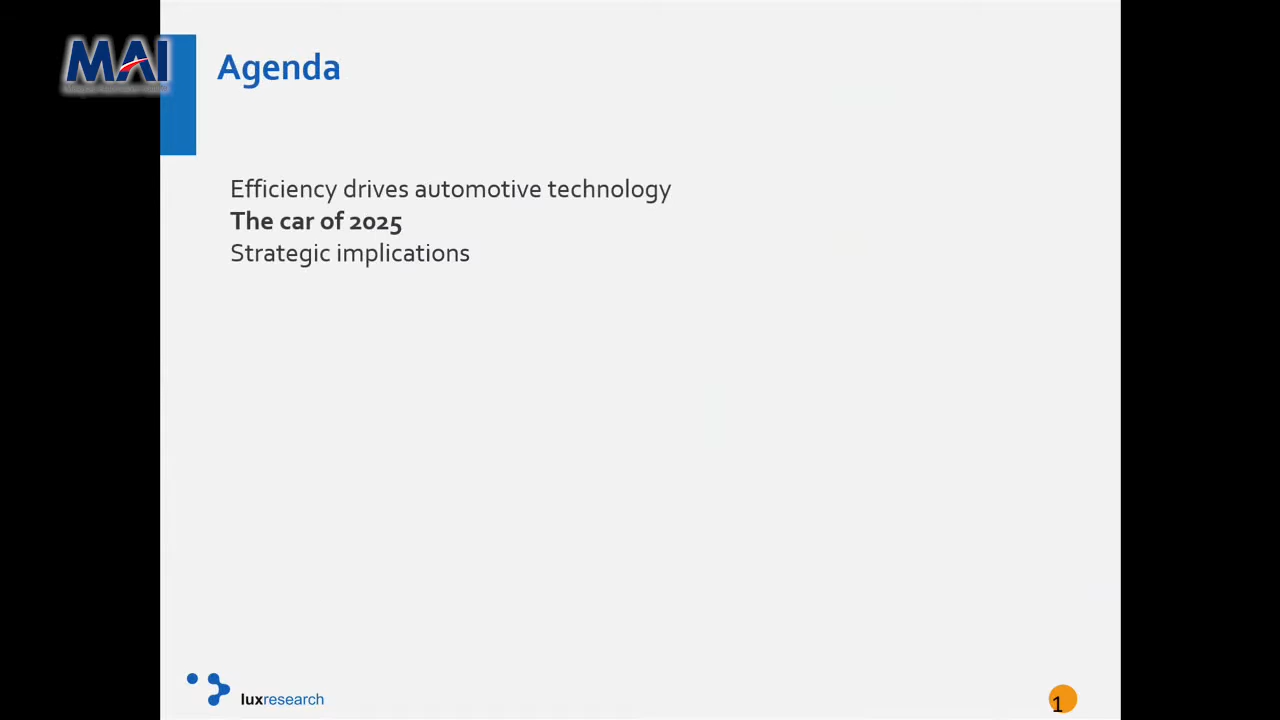 MAI
Agenda
Efficiency drives automotive technology
The car of 2025
Strategic implications
luxresearch
1